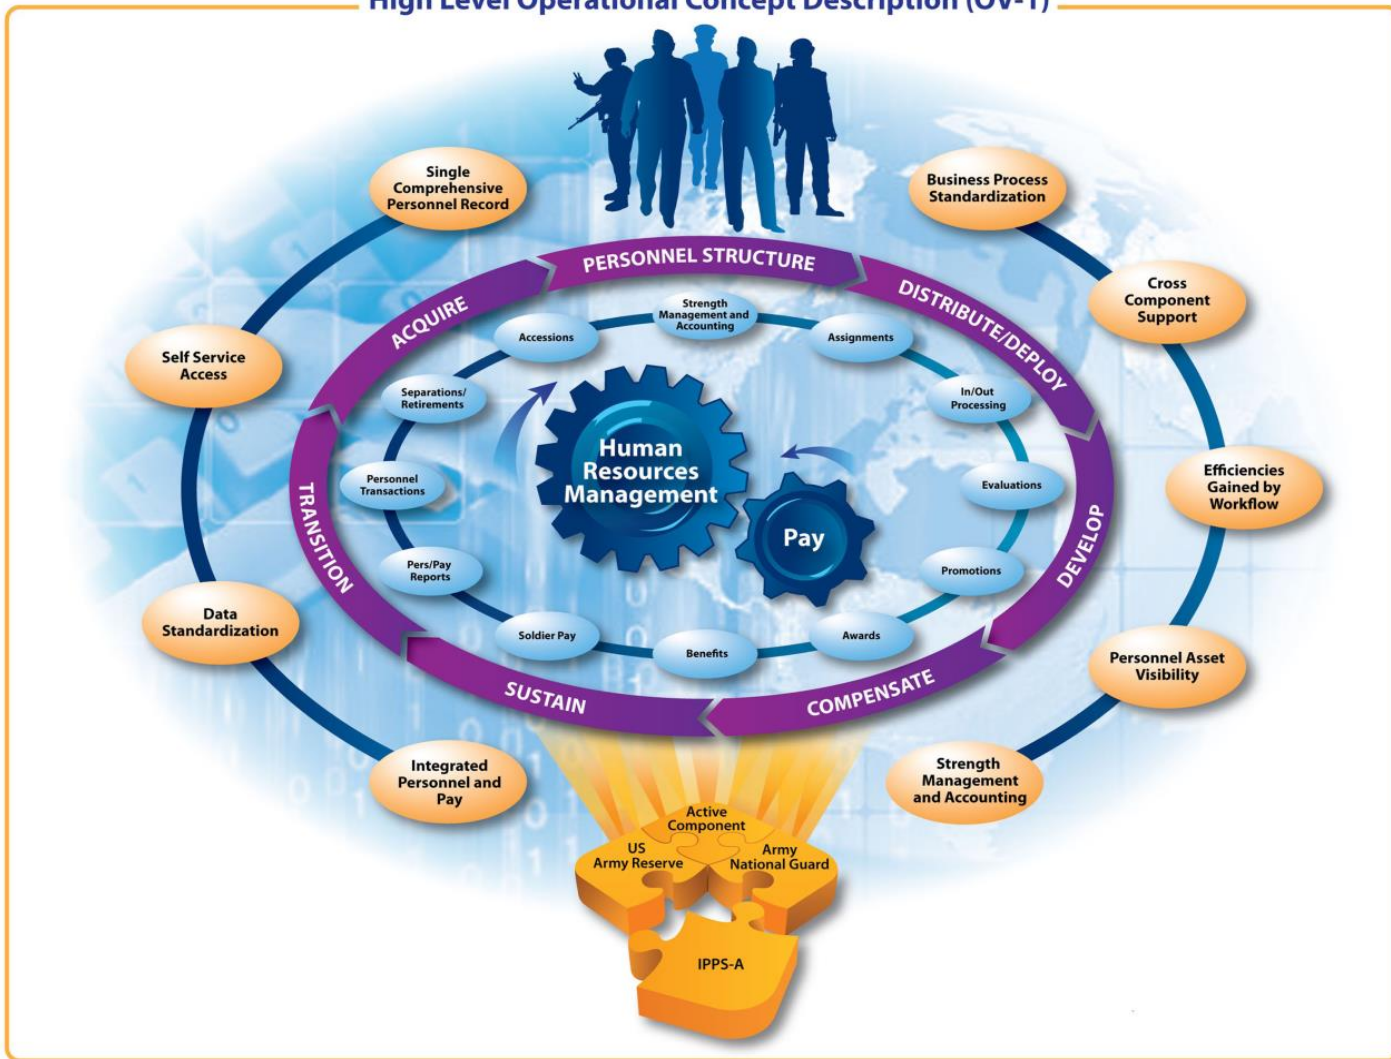 High Level Operational Concept Description (OV-1)
Single
Comprehensive
Personnel Record
Business Process
Standardization
PERSONNEL STRUCTURE
ACQUIRE
DISTRIBUTE/DEPLOY
Cross
Component
Support
Strength
Management and
Accounting
Accessions
Assignments
Self Service
Access
Separations/
Retirements
In/Out
Processing
Human
Resources
Management
Pay
Personnel
Transactions
Evaluations
Efficiencies
Gained by
Workflow
TRANSITION
DEVELOP
Pers/Pay
Reports
Promotions
Data
Standardization
Soldier Pay
Benefits
Awards
Personnel Asset
Visibility
SUSTAIN
COMPENSATE
Integrated
Personnel and
Pay
Strength
Management
and Accounting
Active
Component
US
Army Reserve
Army
National Guard
IPPS-A